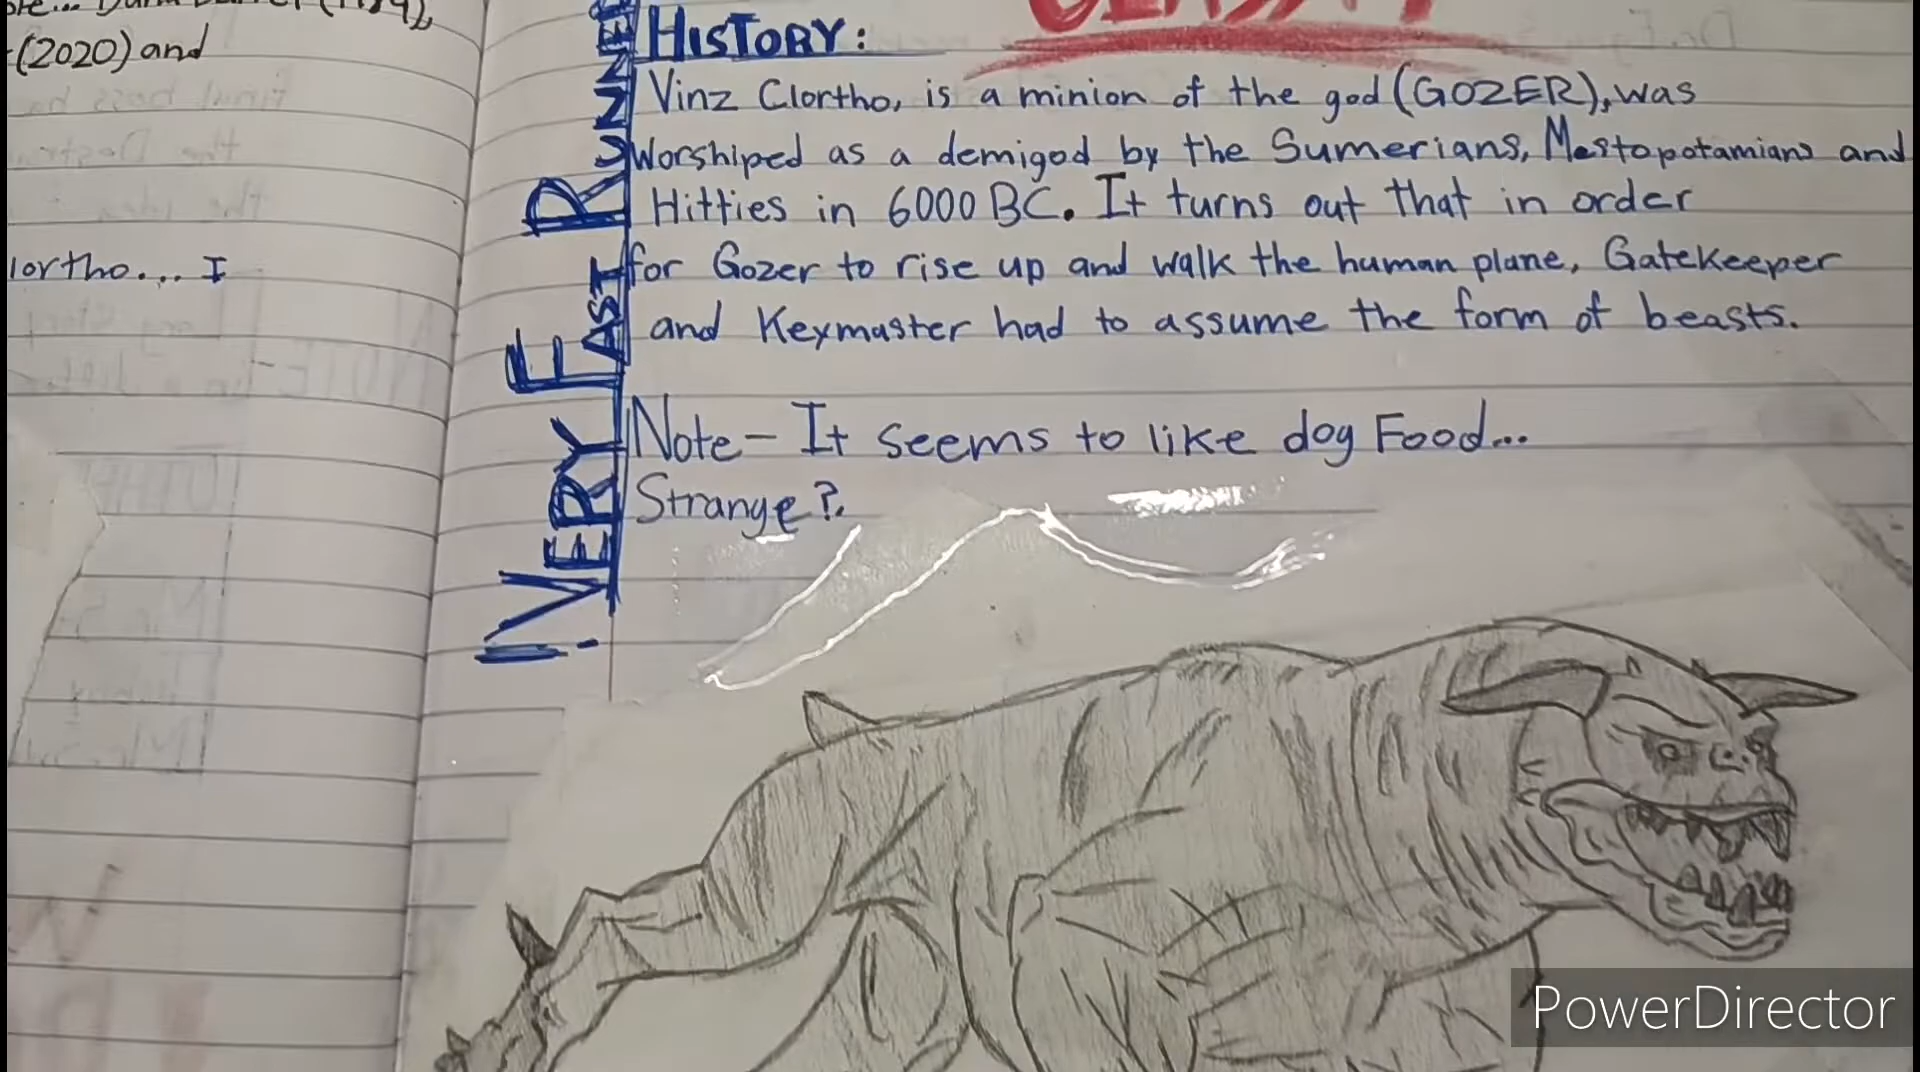 (1984),
(2020) and
lortho... I
VERY FAST RUNNER
HISTORY:
Vinz Clortho, is a minion of the god (GOZER), was
Worshiped as a demigod by the Sumerians, Mestopotamians and
Hitties in 6000 BC. It turns out that in order
for Gozer to rise up and walk the human plane, Gatekeeper
and Keymaster had to assume the form of beasts.
Note - It seems to like dog Food...
Strange?.
PowerDirector